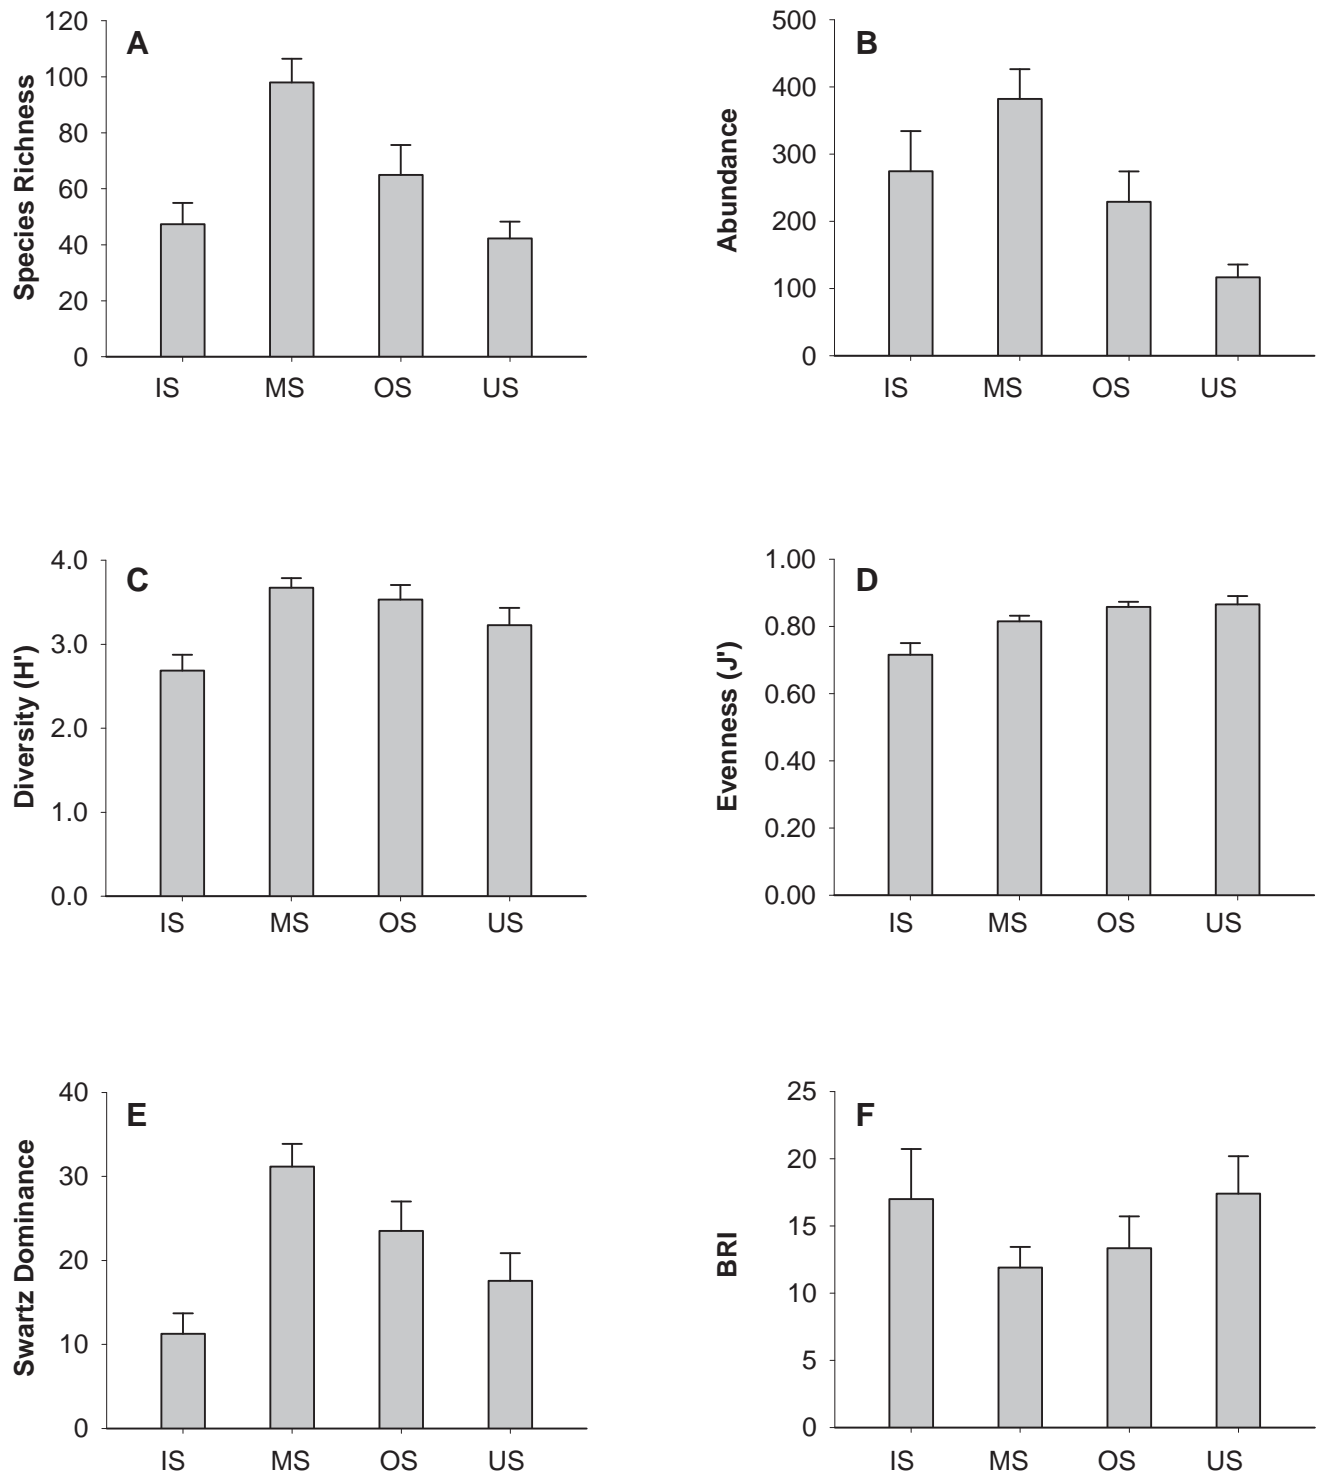 A
Species Richness
120
100
80
60
40
20
0
IS MS OS US
B
Abundance
500
400
300
200
100
0
IS MS OS US
C
Diversity (H')
4.0
3.0
2.0
1.0
0.0
IS MS OS US
D
Evenness (J')
1.00
0.80
0.60
0.40
0.20
0.00
IS MS OS US
E
Swartz Dominance
40
30
20
10
0
IS MS OS US
F
BRI
25
20
15
10
5
0
IS MS OS US